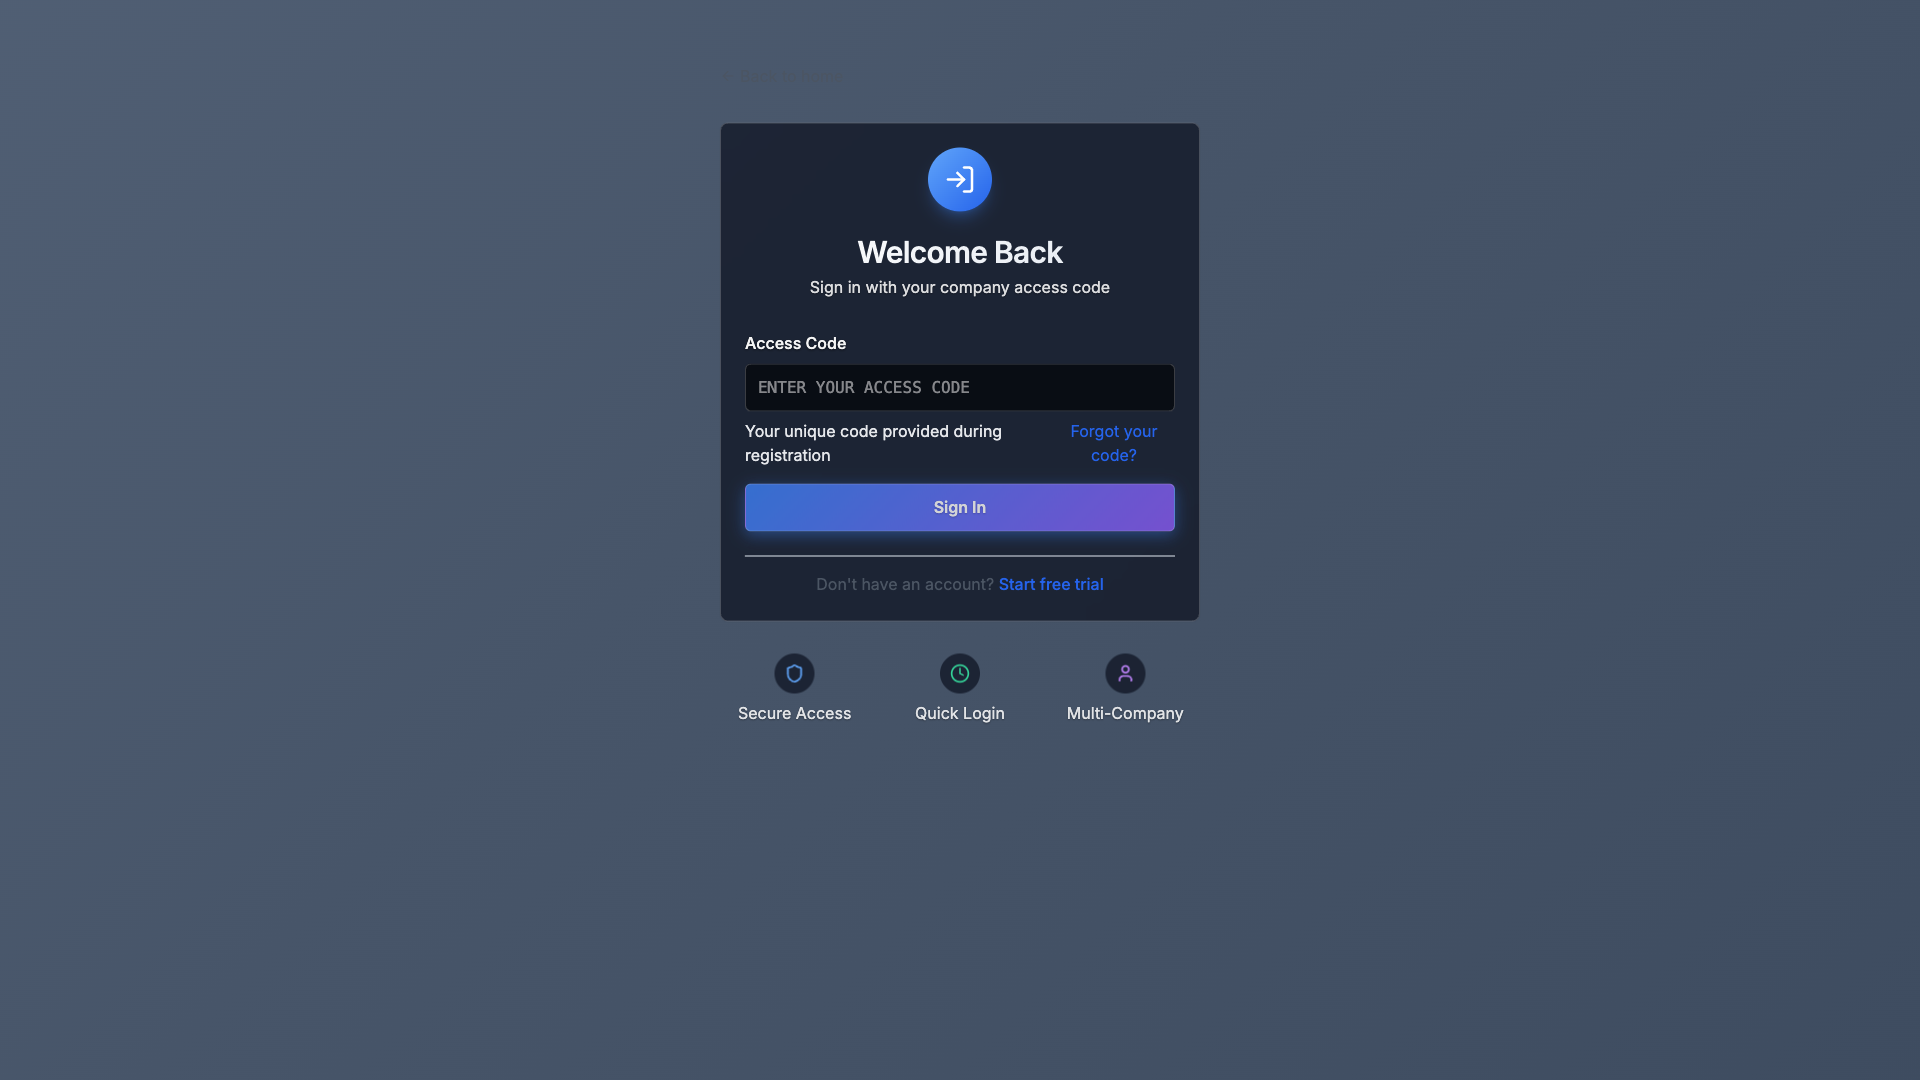 Welcome Back
Sign in with your company access code
Access Code
ENTER YOUR ACCESS CODE
Your unique code provided during
registration
Forgot your
code?
Sign In
Don't have an account? Start free trial
Secure Access
Quick Login
Multi-Company